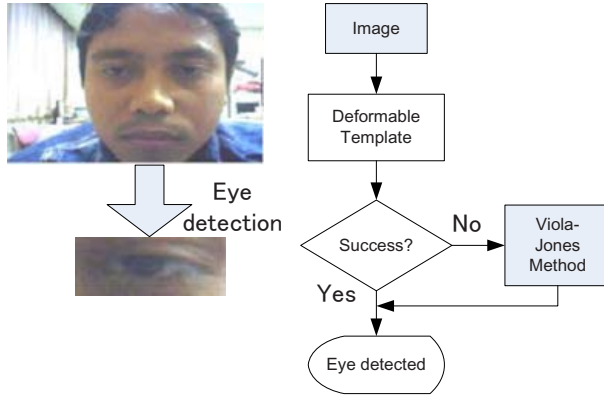 Eye
detection
Image
Deformable
Template
Success?
No
Viola-
Jones
Method
Yes
Eye detected